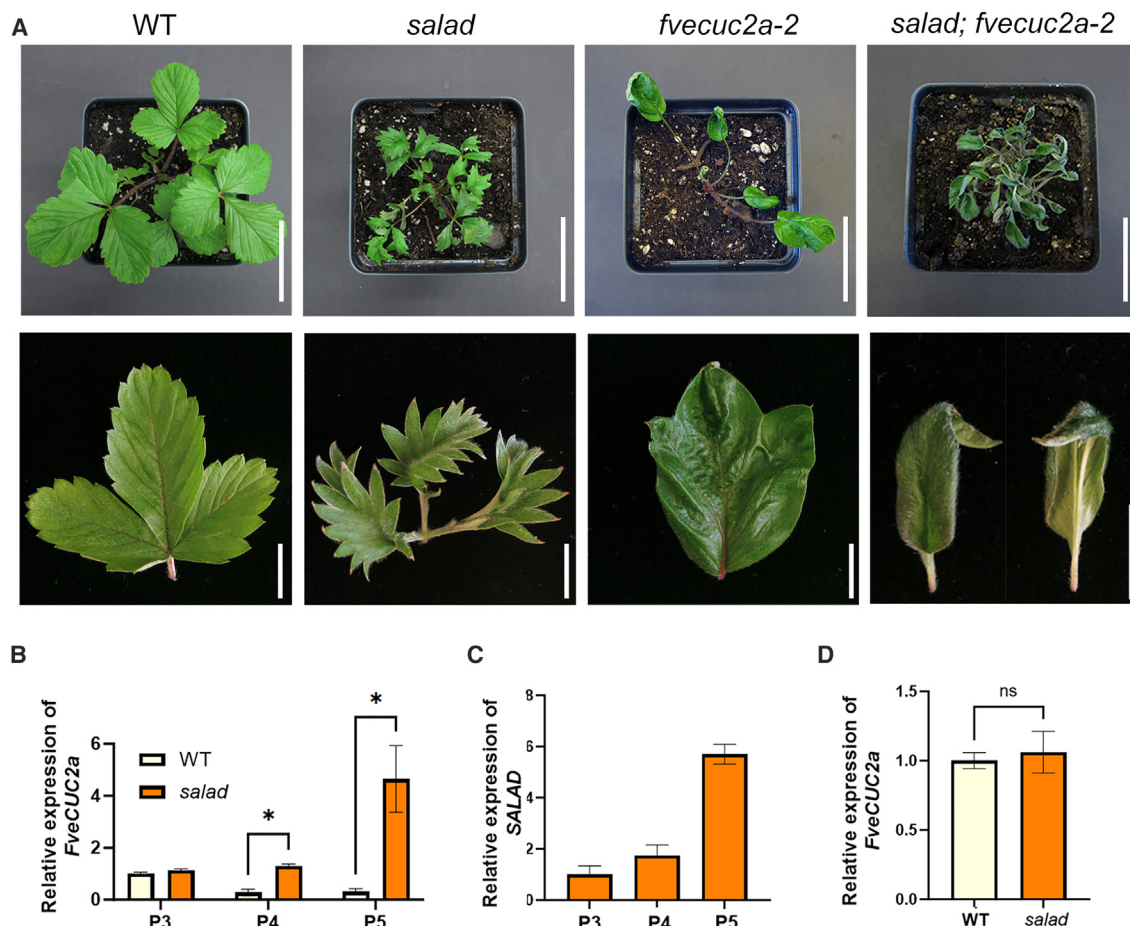 A
WT
salad
fvecuc2a-2
salad; fvecuc2a-2
B
Relative expression of
FveCUC2a
6
4
2
0
WT
salad
*
*
P3
P4
P5
C
Relative expression of
SALAD
8
6
4
2
0
P3
P4
P5
D
Relative expression of
FveCUC2a
1.5
1.0
0.5
0.0
ns
WT
salad